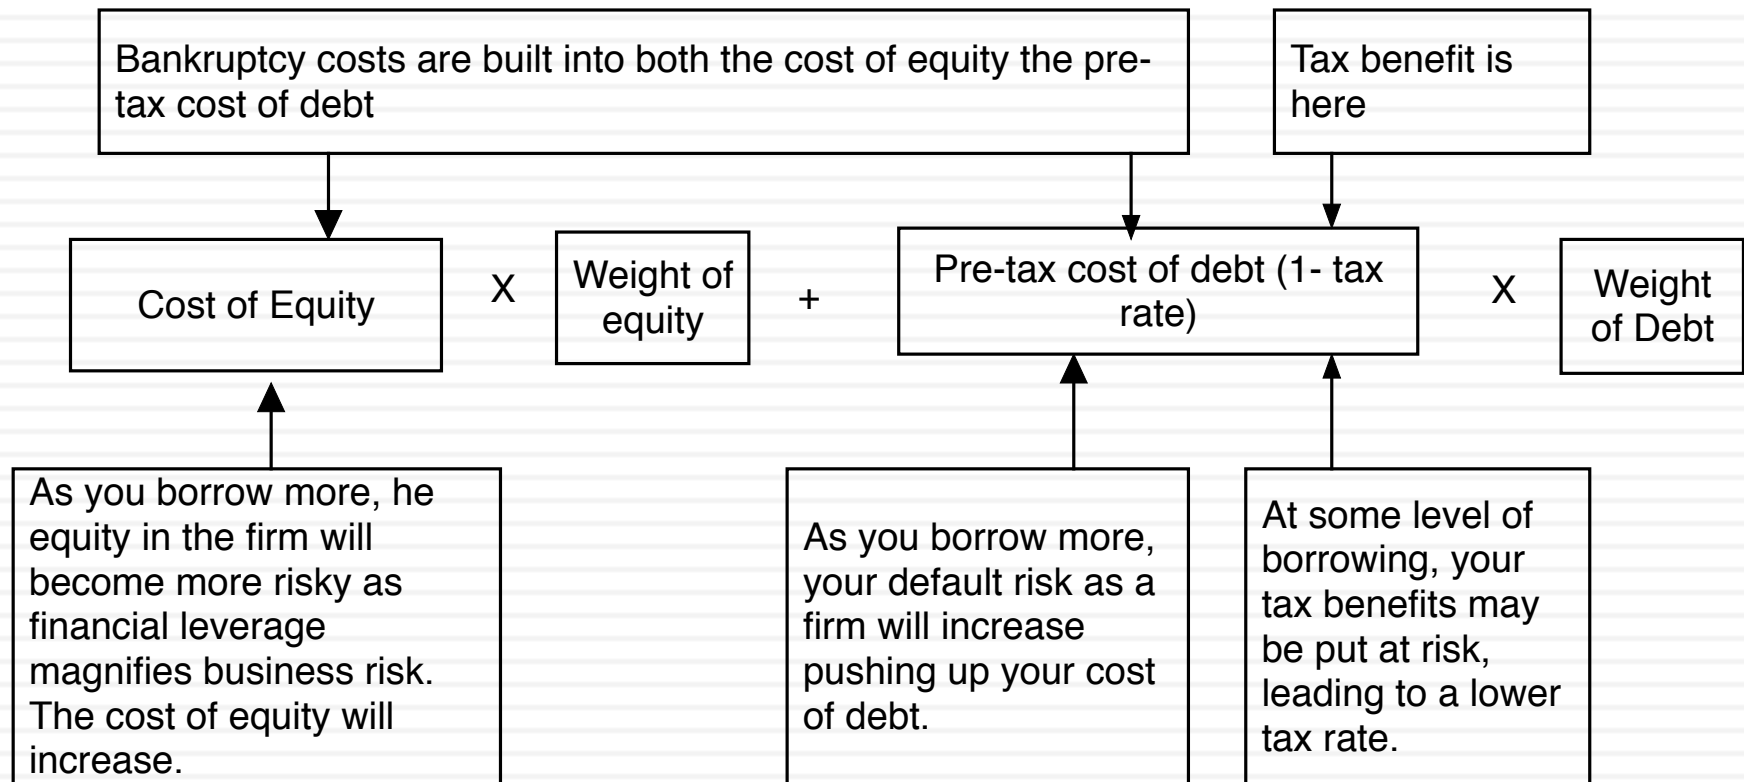 Bankruptcy costs are built into both the cost of equity the pre-
tax cost of debt
Tax benefit is
here
Cost of Equity
X
Weight of
equity
+
Pre-tax cost of debt (1- tax
rate)
X
Weight
of Debt
As you borrow more, he
equity in the firm will
become more risky as
financial leverage
magnifies business risk.
The cost of equity will
increase.
As you borrow more,
your default risk as a
firm will increase
pushing up your cost
of debt.
At some level of
borrowing, your
tax benefits may
be put at risk,
leading to a lower
tax rate.